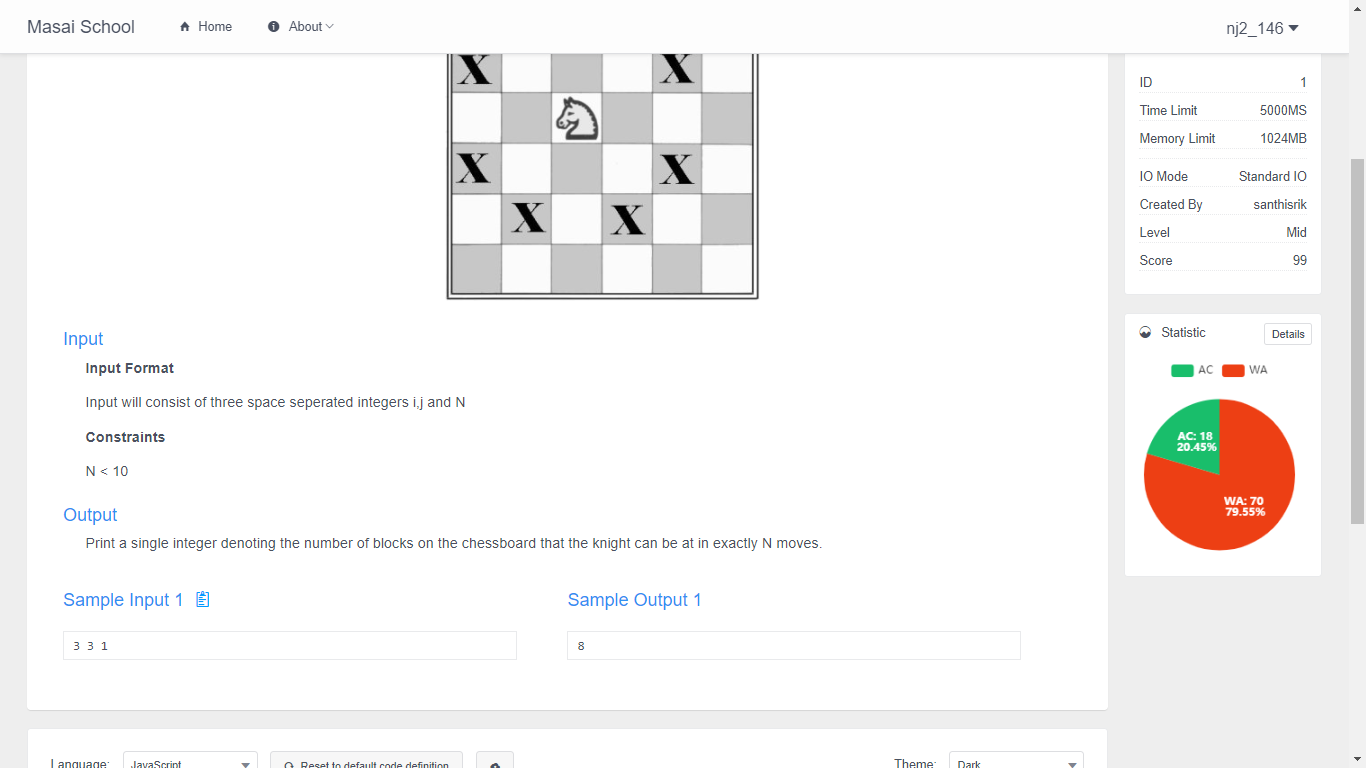 Masai School
Home
About
nj2_146
X X
X X
X X
ID 1
Time Limit 5000MS
Memory Limit 1024MB
IO Mode Standard IO
Created By santhisrik
Level Mid
Score 99
Statistic
Details
AC WA
AC: 18
20.45%
WA: 70
79.55%
Input
Input Format
Input will consist of three space seperated integers i,j and N
Constraints
N < 10
Output
Print a single integer denoting the number of blocks on the chessboard that the knight can be at in exactly N moves.
Sample Input 1 Sample Output 1
3 3 1 8
Language: JavaScript Reset to default code definition Theme: Dark